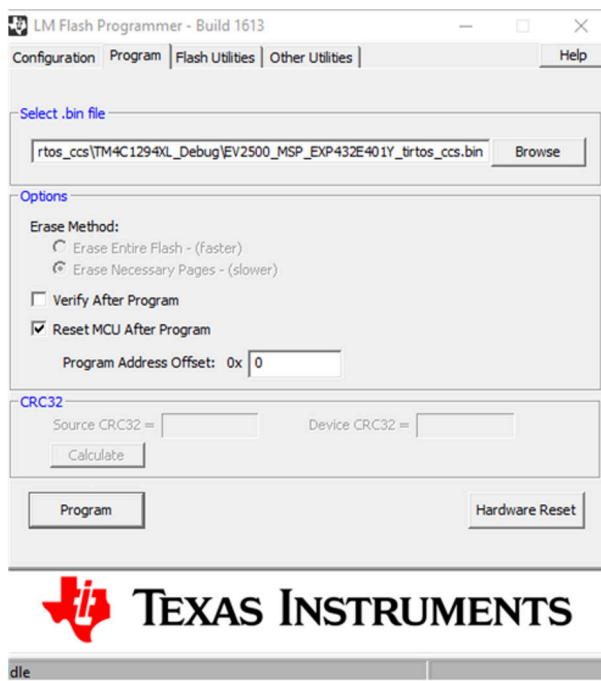 LM Flash Programmer - Build 1613
Configuration Program Flash Utilities Other Utilities Help
Select .bin file
rtos_ccs\TM4C1294XL_Debug\EV2500_MSP_EXP432E401Y_tirtos_ccs.bin Browse
Options
Erase Method:
Erase Entire Flash - (faster)
Erase Necessary Pages - (slower)
Verify After Program
Reset MCU After Program
Program Address Offset: 0x 0
CRC32
Source CRC32 = Device CRC32 =
Calculate
Program Hardware Reset
TEXAS INSTRUMENTS
dle